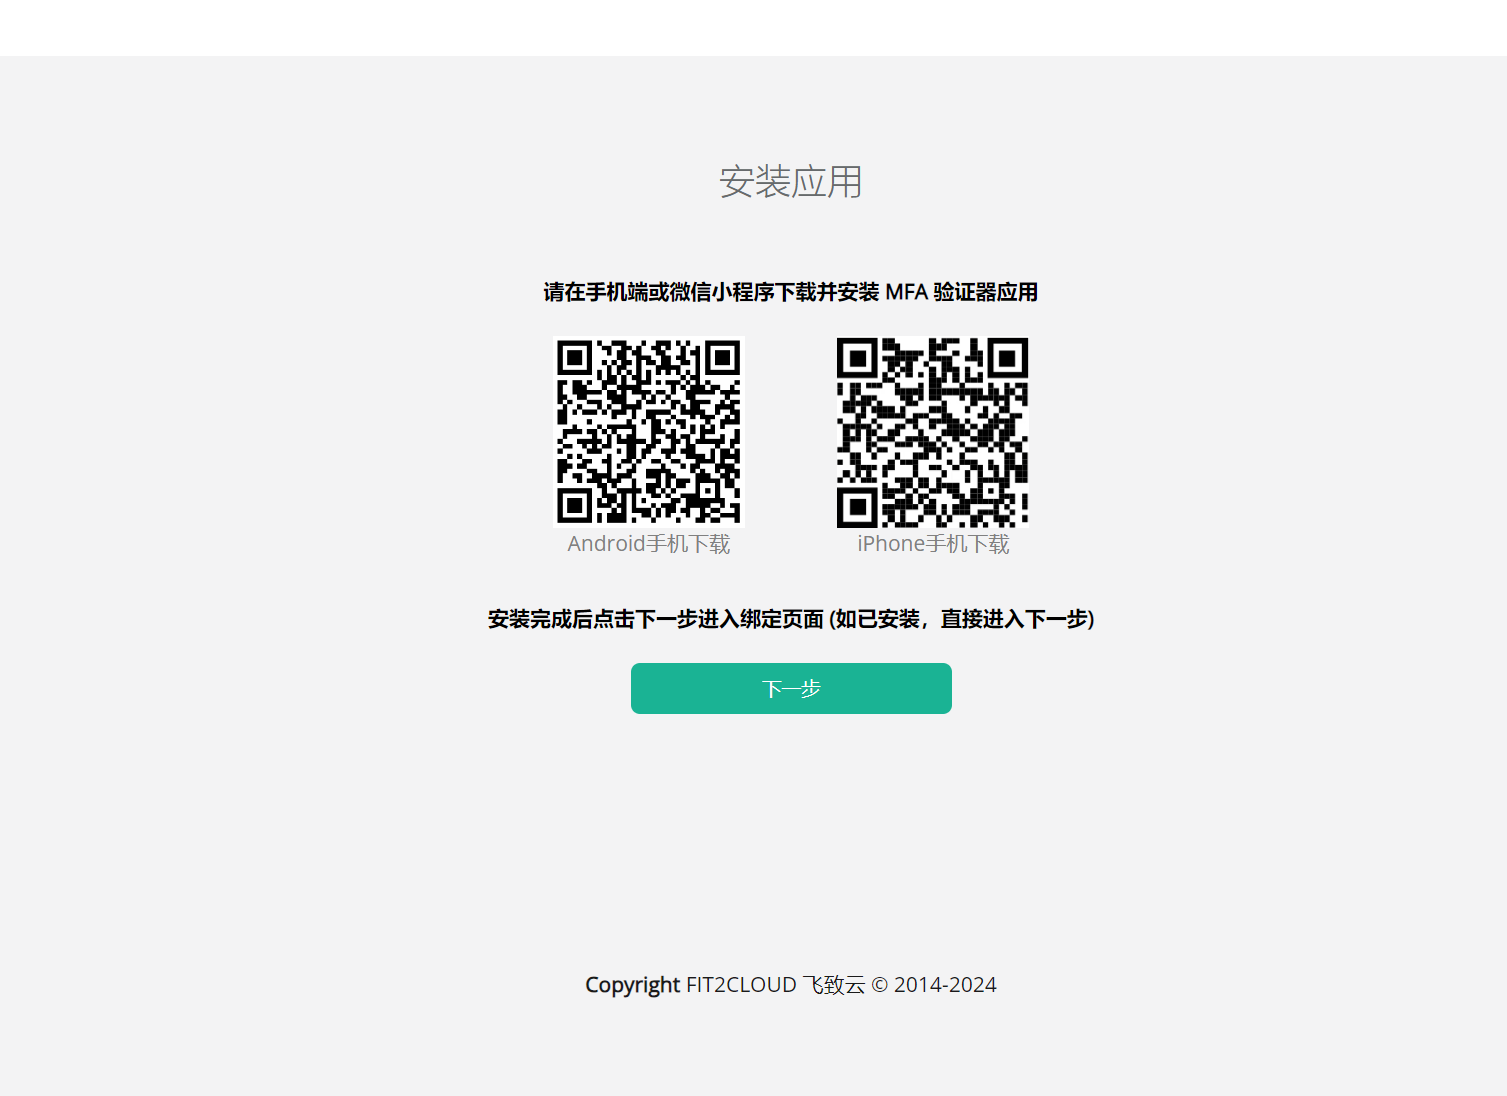 安装应用
请在手机端或微信小程序下载并安装 MFA 验证器应用
Android手机下载
iPhone手机下载
安装完成后点击下一步进入绑定页面 (如已安装，直接进入下一步)
下一步
Copyright FIT2CLOUD 飞致云 © 2014-2024